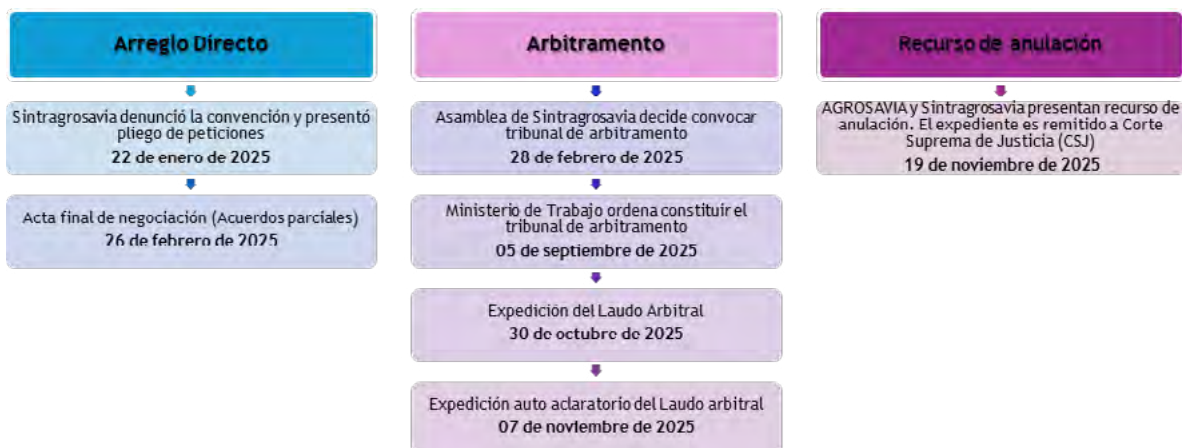 Arreglo Directo
Sintragrosavia denunció la convención y presentó
pliego de peticiones
22 de enero de 2025
Acta final de negociación (Acuerdos parciales)
26 de febrero de 2025
Arbitramento
Asamblea de Sintragrosavia decide convocar
tribunal de arbitramento
28 de febrero de 2025
Ministerio de Trabajo ordena constituir el
tribunal de arbitramento
05 de septiembre de 2025
Expedición del Laudo Arbitral
30 de octubre de 2025
Expedición auto aclaratorio del Laudo arbitral
07 de noviembre de 2025
Recurso de anulación
AGROSAVIA y Sintragrosavia presentan recurso de
anulación. El expediente es remitido a Corte
Suprema de Justicia (CSJ)
19 de noviembre de 2025